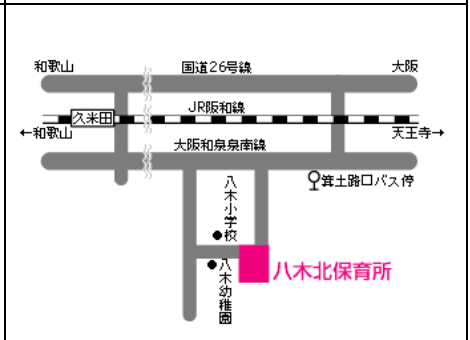 和歌山
国道26号線
大阪
JR阪和線
久米田
←和歌山
天王寺→
大阪和泉泉南線
箕土路口バス停
八木小学校
八木北保育所
八木幼稚園